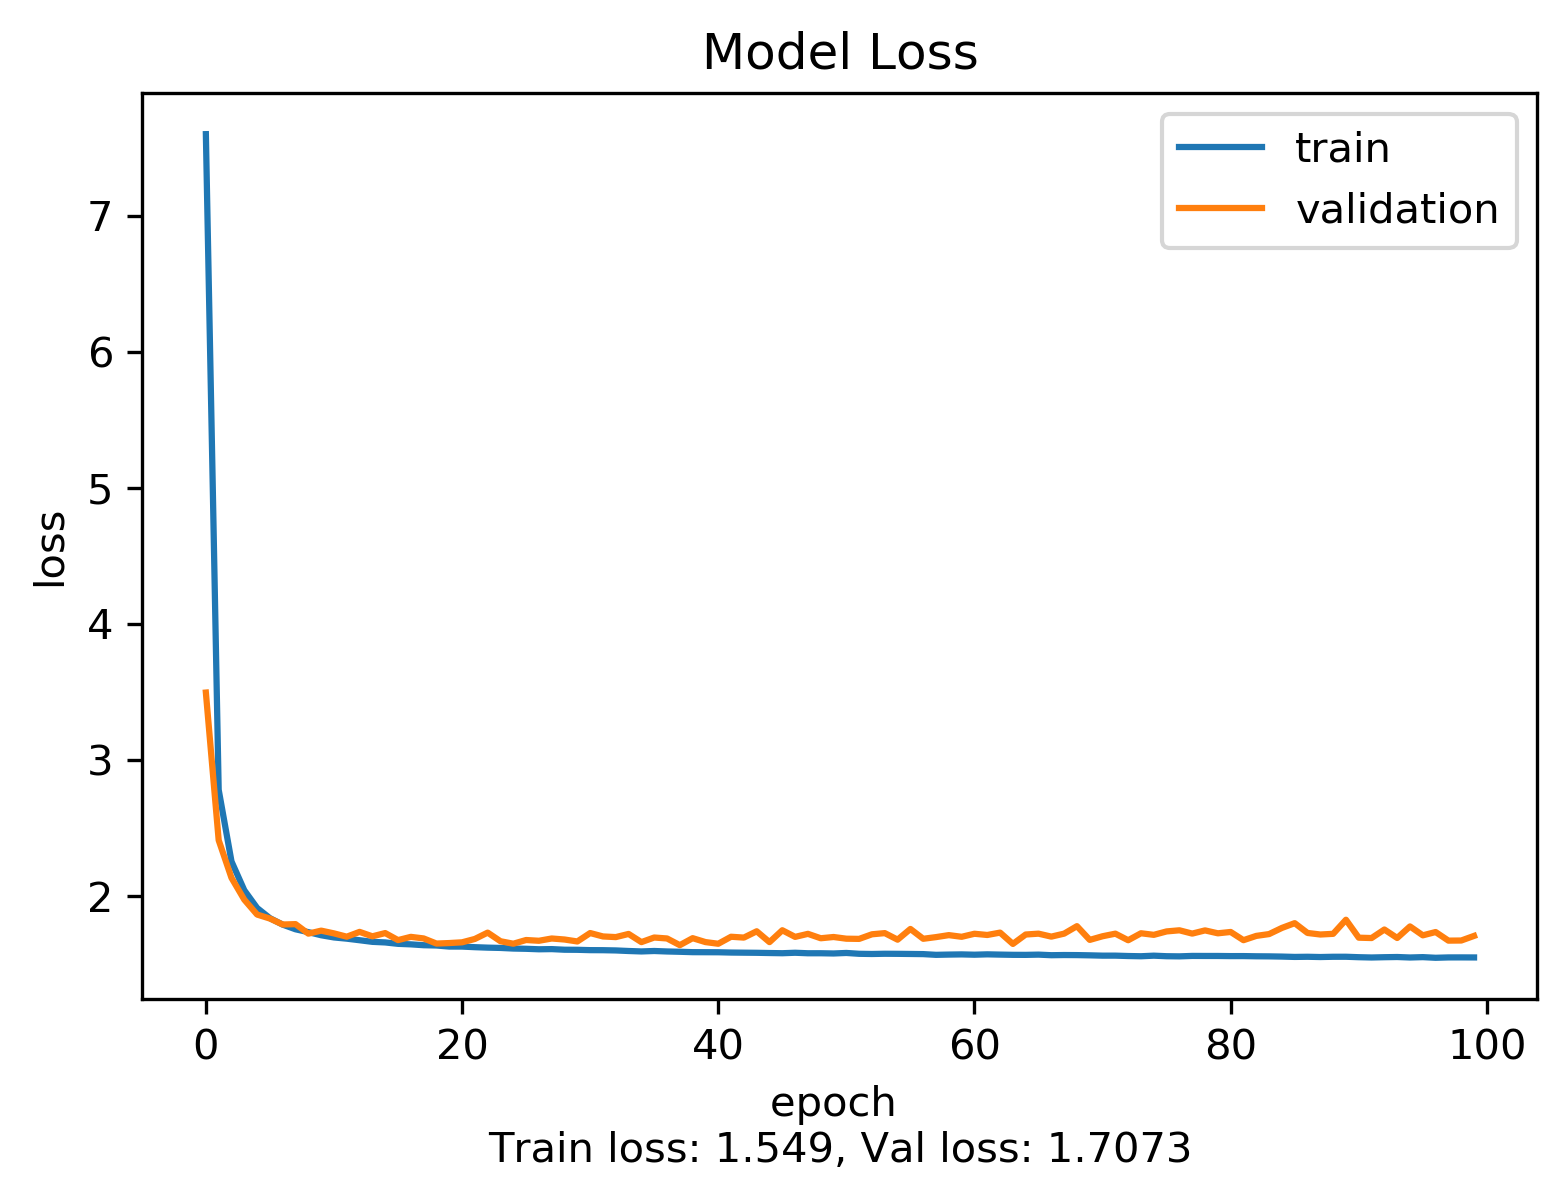 Model Loss
train
validation
7
6
5
4
3
2
loss
0 20 40 60 80 100
epoch
Train loss: 1.549, Val loss: 1.7073